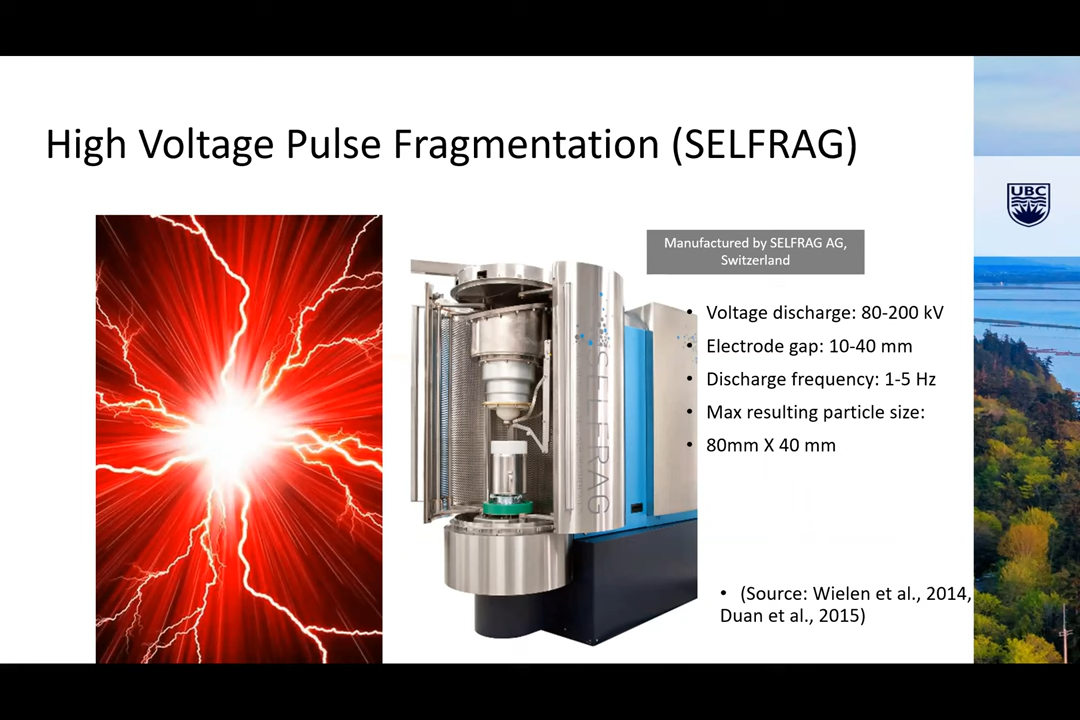 High Voltage Pulse Fragmentation (SELFRAG)
UBC
Manufactured by SELFRAG AG,
Switzerland
SELFRAG
• Voltage discharge: 80-200 kV
• Electrode gap: 10-40 mm
• Discharge frequency: 1-5 Hz
• Max resulting particle size:
• 80mm X 40 mm
• (Source: Wielen et al., 2014,
Duan et al., 2015)